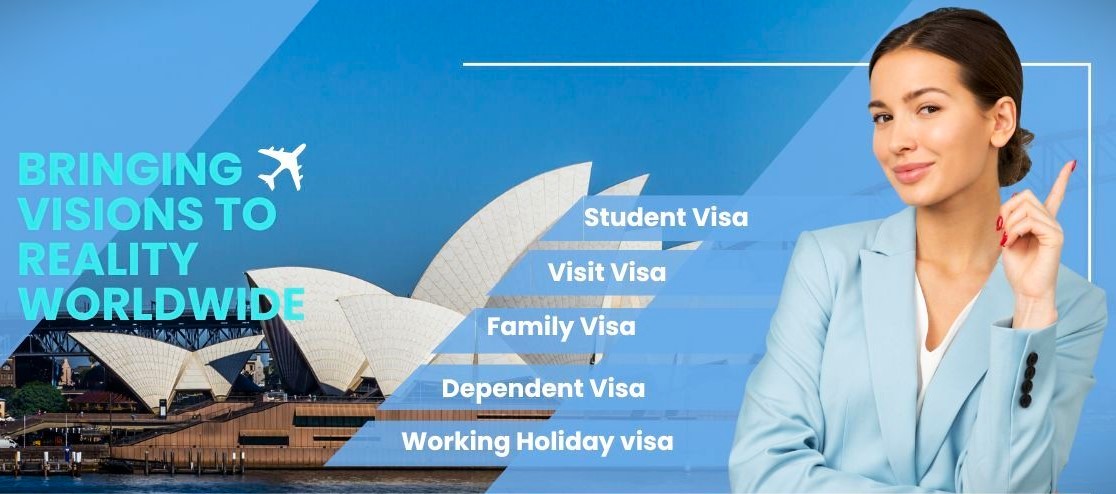 BRINGING
VISIONS TO
REALITY
WORLDWIDE
Student Visa
Visit Visa
Family Visa
Dependent Visa
Working Holiday visa